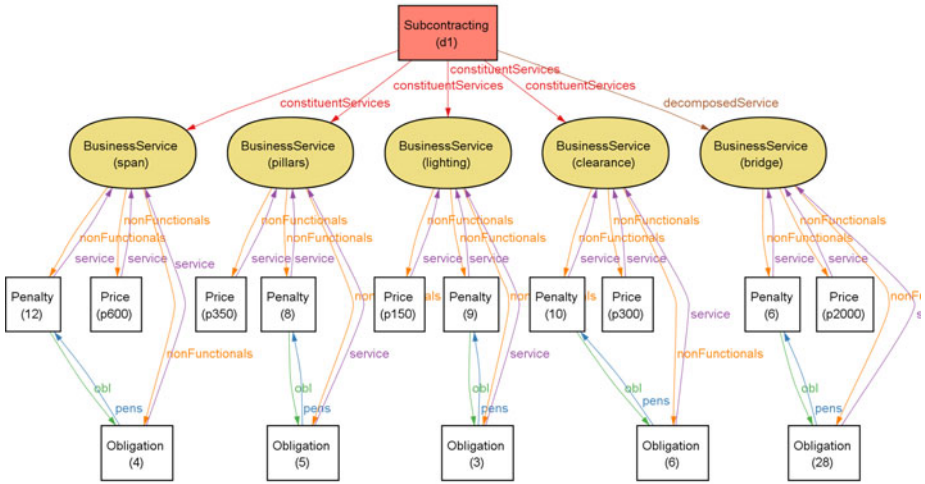 Subcontracting
(d1)
constituentServices
constituentServices
constituentServices
constituentServices
decomposedService
BusinessService
(span)
BusinessService
(pillars)
BusinessService
(lighting)
BusinessService
(clearance)
BusinessService
(bridge)
nonFunctionals
nonFunctionals
nonFunctionals
nonFunctionals
nonFunctionals
nonFunctionals
nonFunctionals
nonFunctionals
nonFunctionals
nonFunctionals
service
service
service
service
service
service
service
service
service
service
service
Penalty
(12)
Price
(p600)
Price
(p350)
Penalty
(8)
Price
(p150)
Penalty
(9)
Penalty
(10)
Price
(p300)
Penalty
(6)
Price
(p2000)
service
nonFunctionals
service
service
nonFunctionals
obl
pens
obl
pens
obl
pens
obl
pens
obl
pens
Obligation
(4)
Obligation
(5)
Obligation
(3)
Obligation
(6)
Obligation
(28)